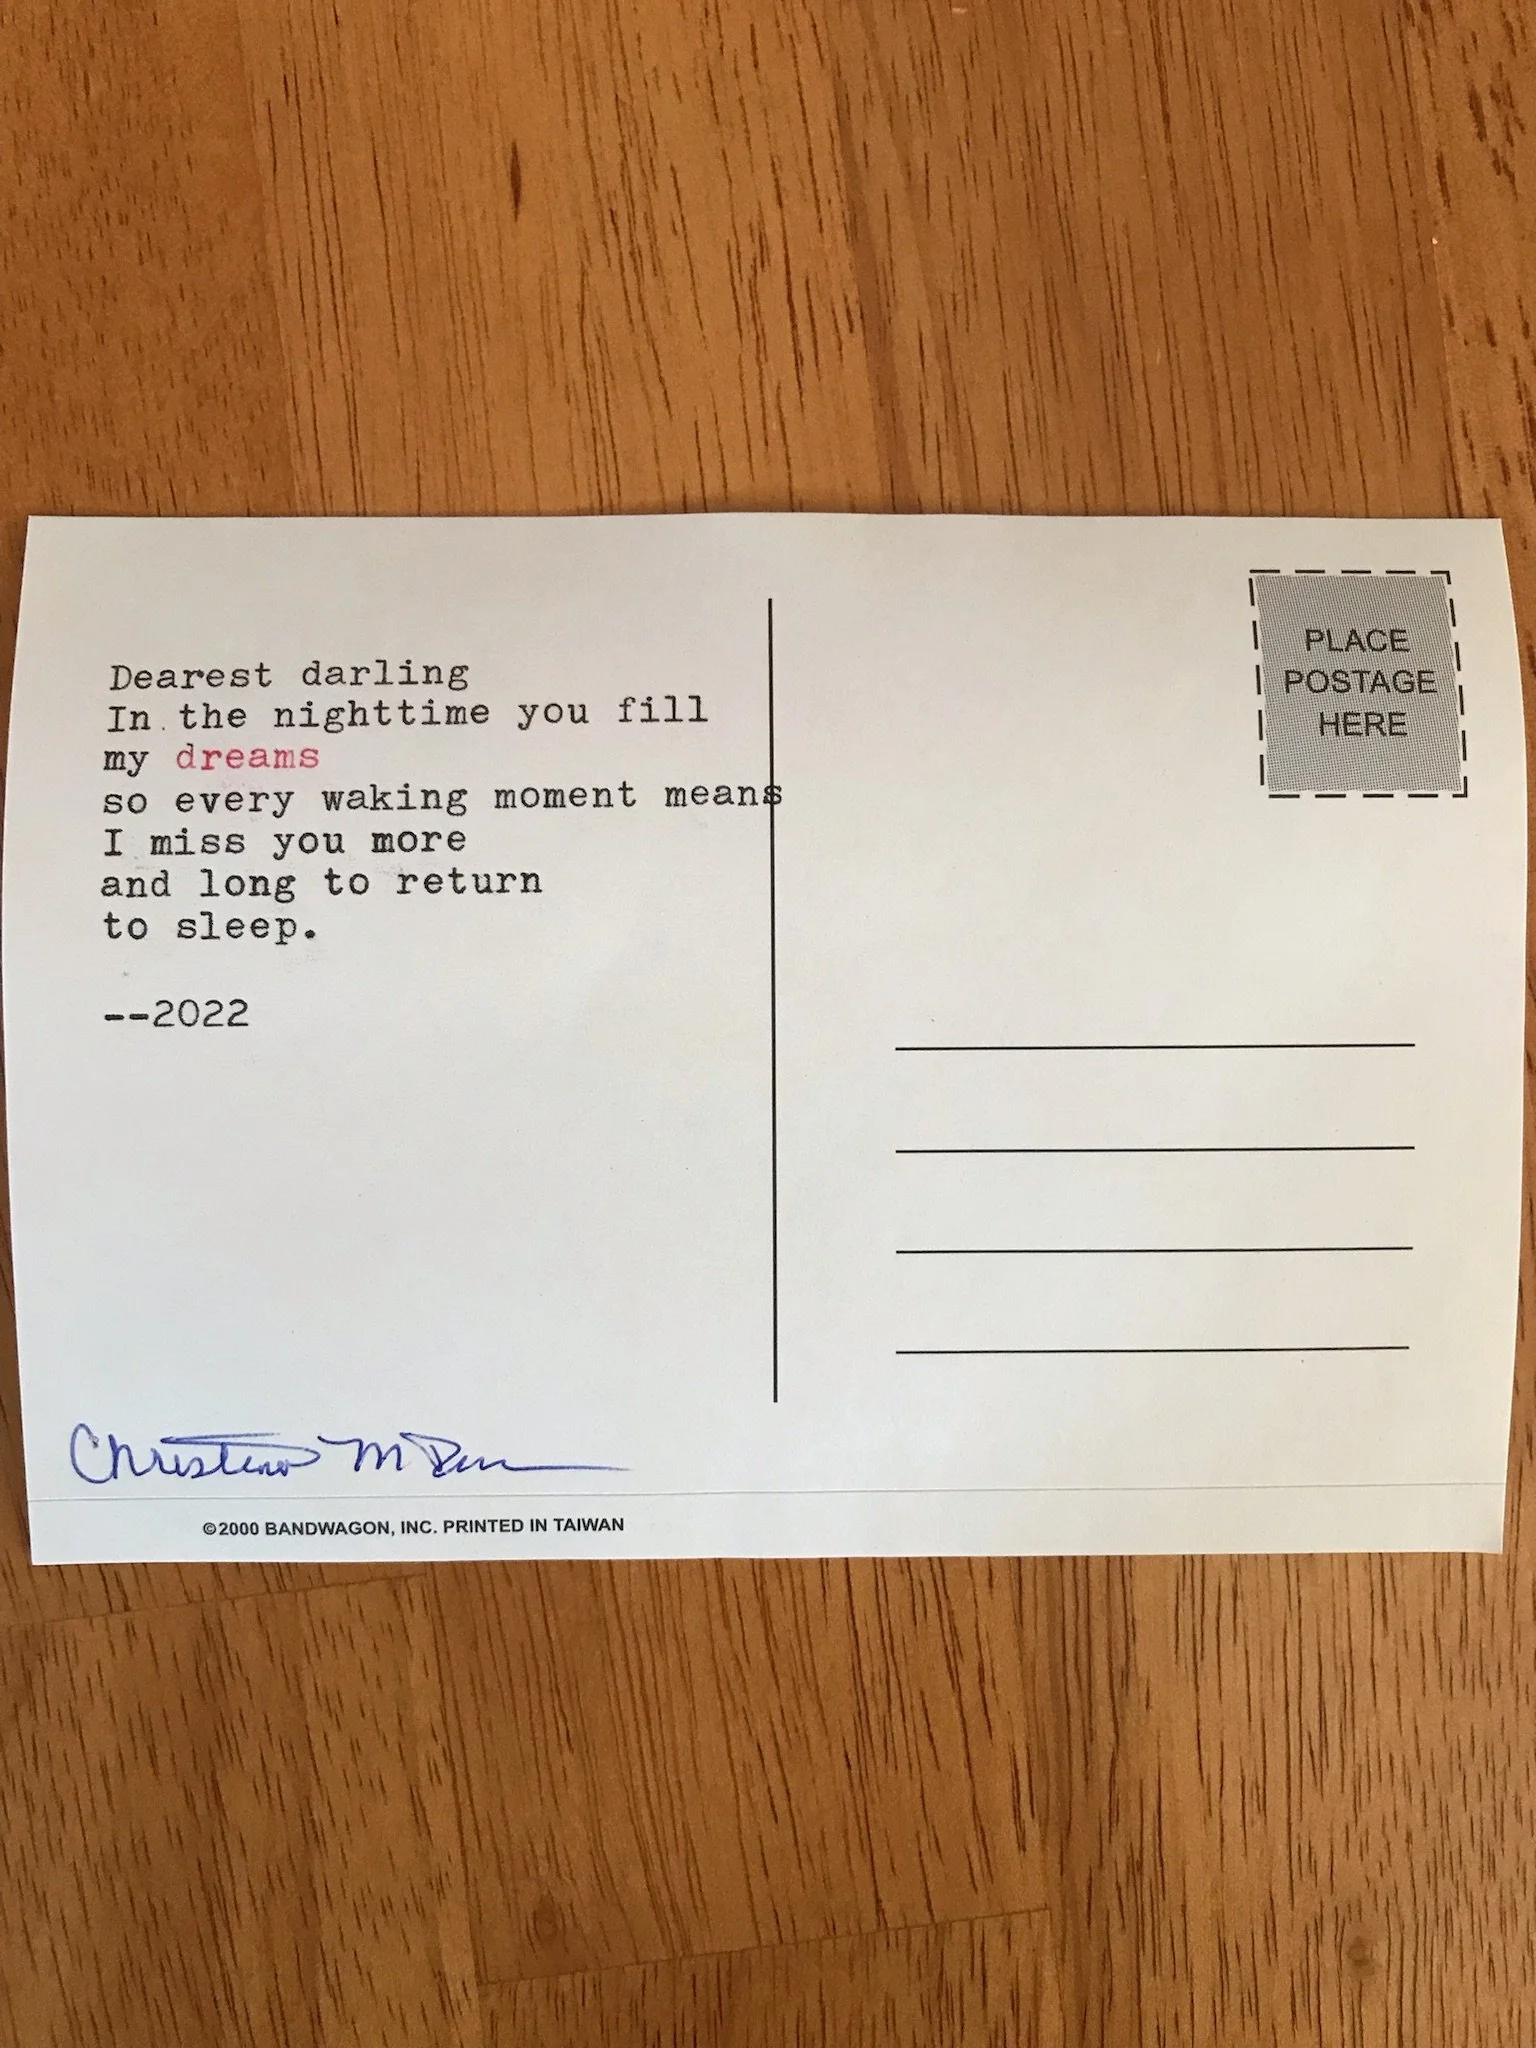 Dearest darling
In the nighttime you fill
my dreams
so every waking moment means
I miss you more
and long to return
to sleep.
--2022
PLACE
POSTAGE
HERE
©2000 BANDWAGON, INC. PRINTED IN TAIWAN